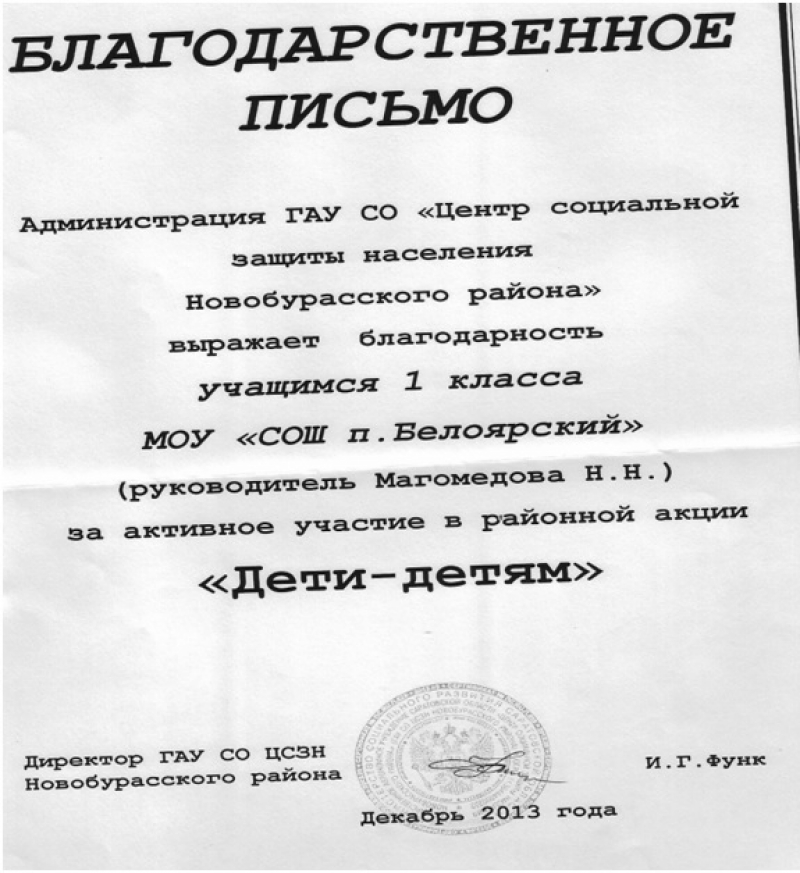 БЛАГОДАРСТВЕННОЕ
ПИСЬМО
Администрация ГАУ СО «Центр социальной
защиты населения
Новобурасского района»
выражает благодарность
учащимся 1 класса
МОУ «СОШ п.Белоярский»
(руководитель Магомедова Н.Н.)
за активное участие в районной акции
«Дети-детям»
Директор ГАУ СО ЦСЗН
Новобурасского района
И.Г.Функ
Декабрь 2013 года